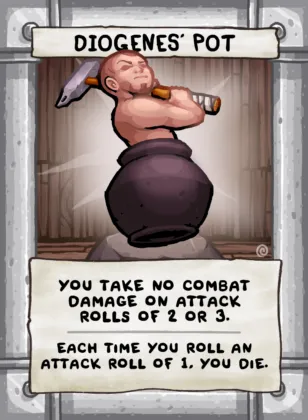 DIOGENES' POT
YOU TAKE NO COMBAT
DAMAGE ON ATTACK
ROLLS OF 2 OR 3.
EACH TIME YOU ROLL AN
ATTACK ROLL OF 1, YOU DIE.